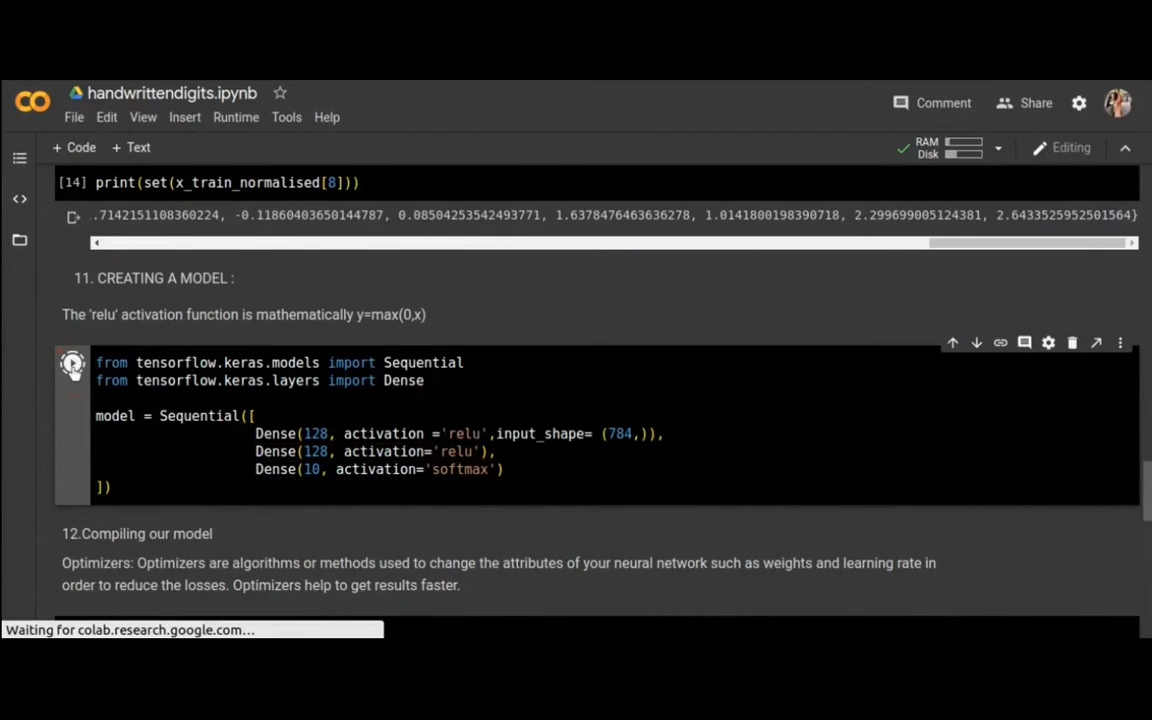 CO
handwrittendigits.ipynb
Comment
Share
File Edit View Insert Runtime Tools Help
+ Code + Text
RAM
Disk
Editing
[14] print(set(x_train_normalised[8]))
.7142151108360224, -0.11860403650144787, 0.08504253542493771, 1.6378476463636278, 1.0141800198390718, 2.299699005124381, 2.6433525952501564}
11. CREATING A MODEL :
The 'relu' activation function is mathematically y=max(0,x)
from tensorflow.keras.models import Sequential
from tensorflow.keras.layers import Dense
model = Sequential([
Dense(128, activation ='relu',input_shape= (784,)),
Dense(128, activation='relu'),
Dense(10, activation='softmax')
])
12.Compiling our model
Optimizers: Optimizers are algorithms or methods used to change the attributes of your neural network such as weights and learning rate in
order to reduce the losses. Optimizers help to get results faster.
Waiting for colab.research.google.com...